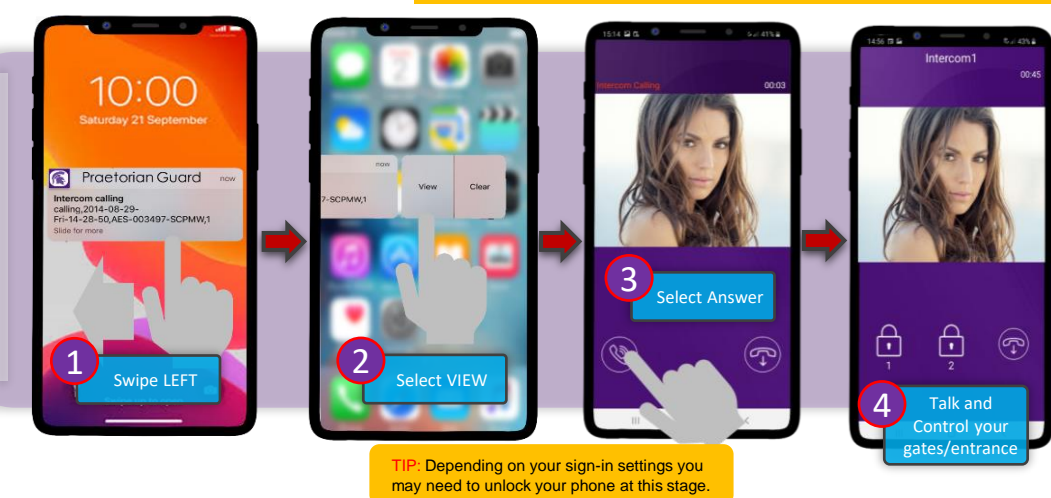 10:00
Saturday 21 September
Praetorian Guard
now
Intercom calling
calling,2014-08-29-
Fri-14-28-50,AES-003497-SCPMW,1
Slide for more
1
Swipe LEFT
now
7-SCPMW,1
View
Clear
2
Select VIEW
TIP: Depending on your sign-in settings you
may need to unlock your phone at this stage.
15:14
41%
Intercom Calling
00:03
3
Select Answer
14:56
43%
Intercom1
00:45
1
2
4
Talk and
Control your
gates/entrance